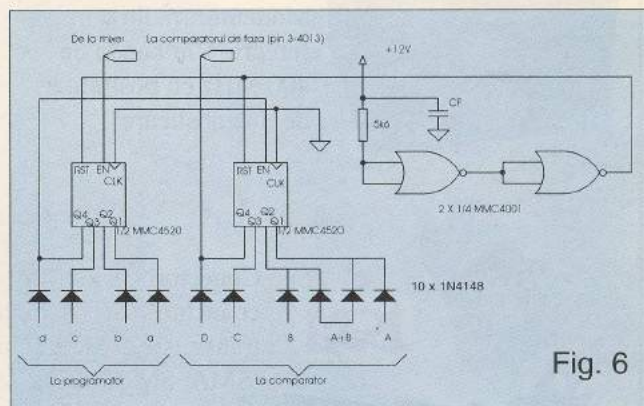 De la mixer
La comparatorul de faza (pin 3-4013)
+12V
CF
5k6
RST EN
CLK
Q4 Q3 Q2 Q1
1/2 MMC4520
RST EN
CLK
Q4 Q3 Q2 Q1
1/2 MMC4520
2 X 1/4 MMC4001
10 x 1N4148
d c b a
D C B A+B A
La programator
La comparator
Fig. 6